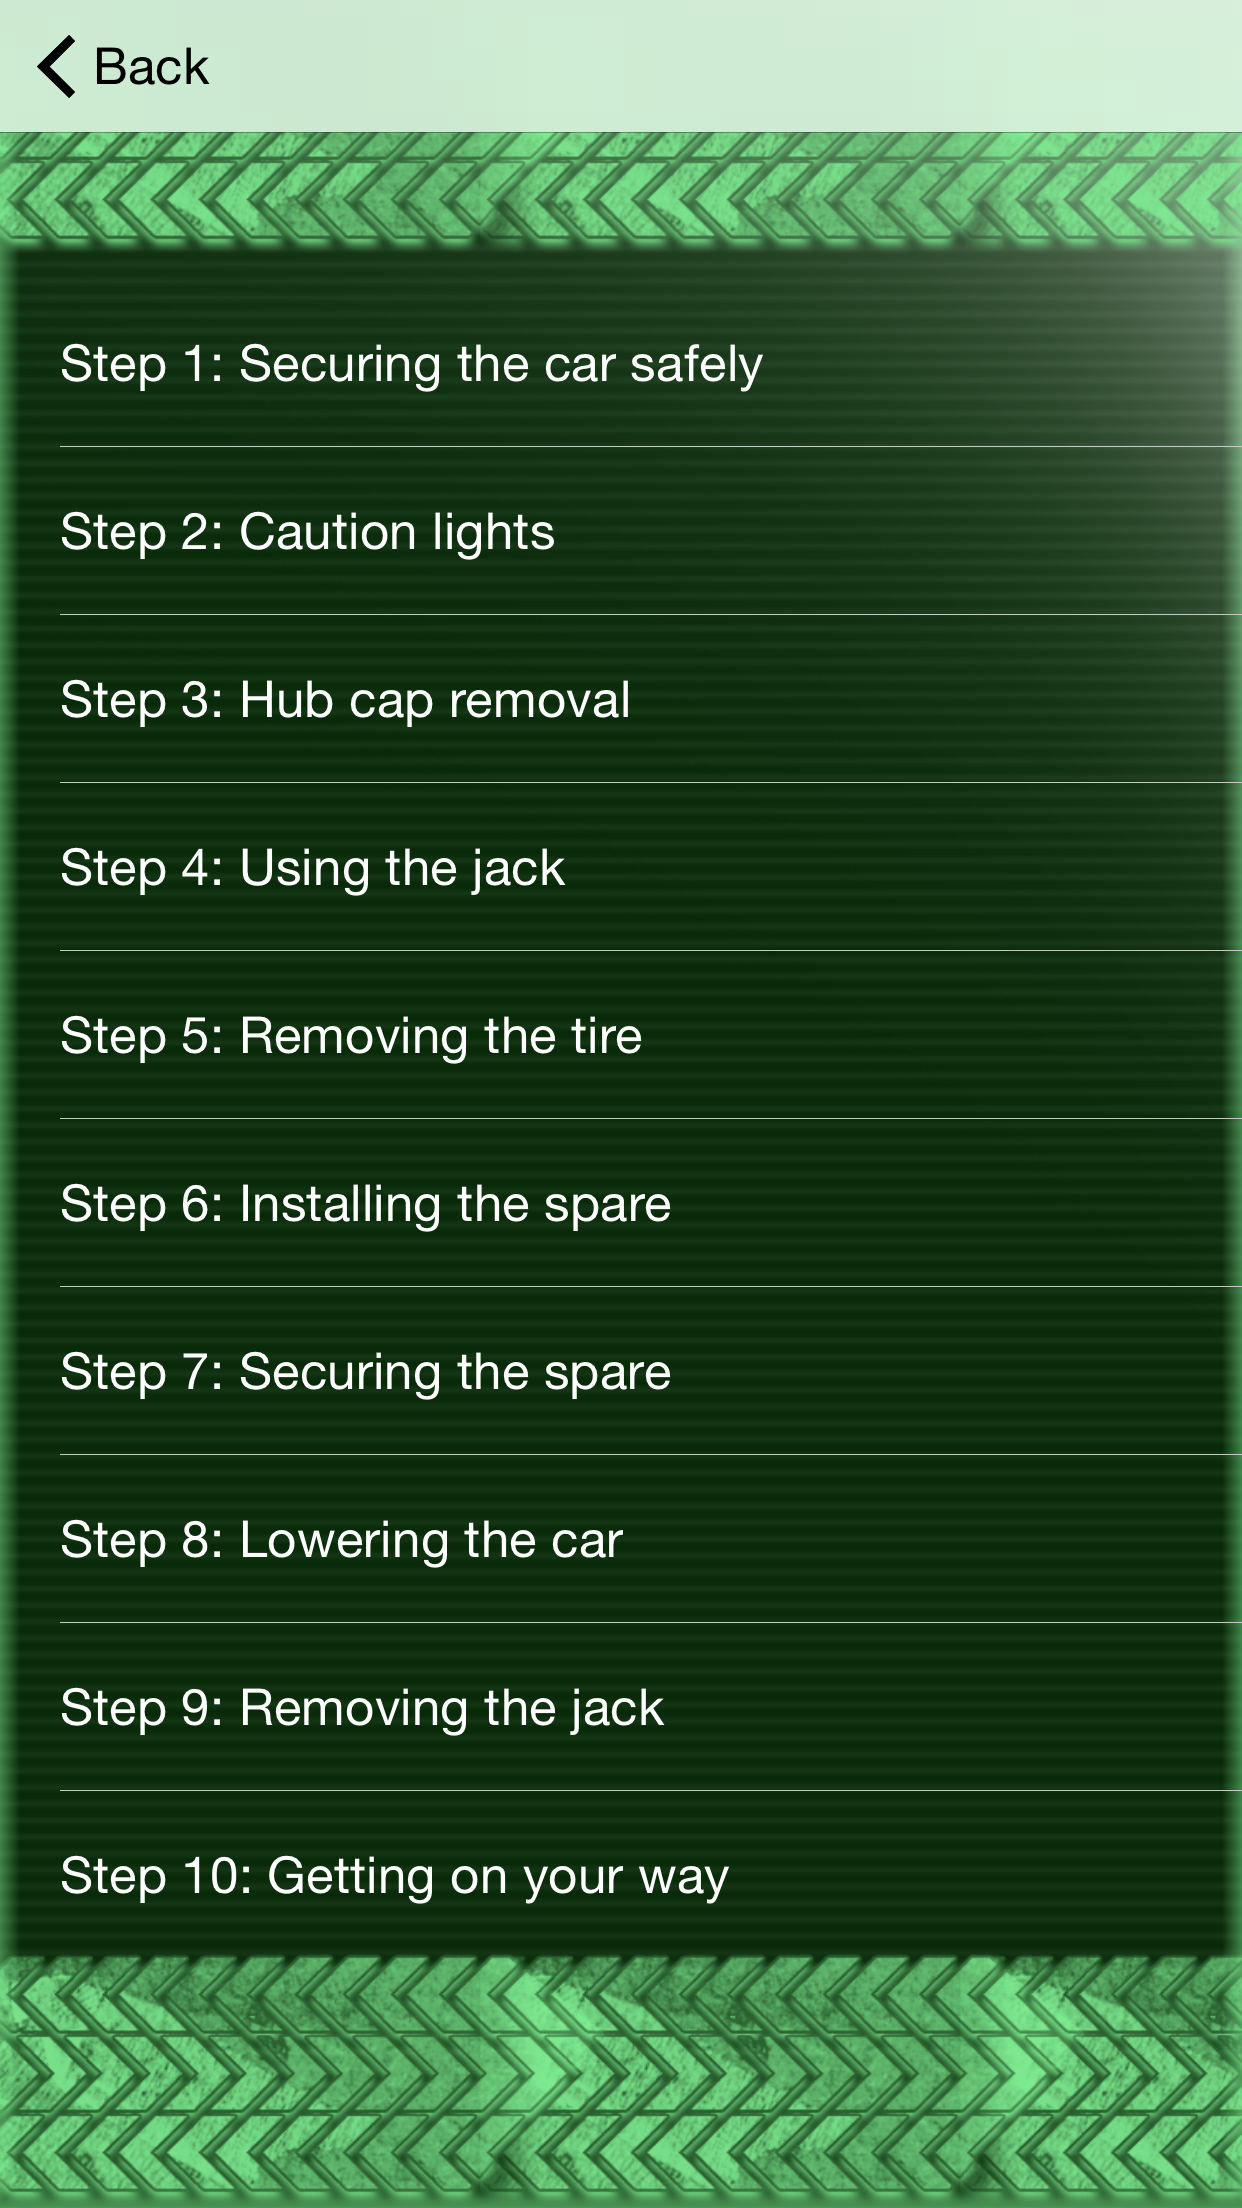 Back
Step 1: Securing the car safely
Step 2: Caution lights
Step 3: Hub cap removal
Step 4: Using the jack
Step 5: Removing the tire
Step 6: Installing the spare
Step 7: Securing the spare
Step 8: Lowering the car
Step 9: Removing the jack
Step 10: Getting on your way